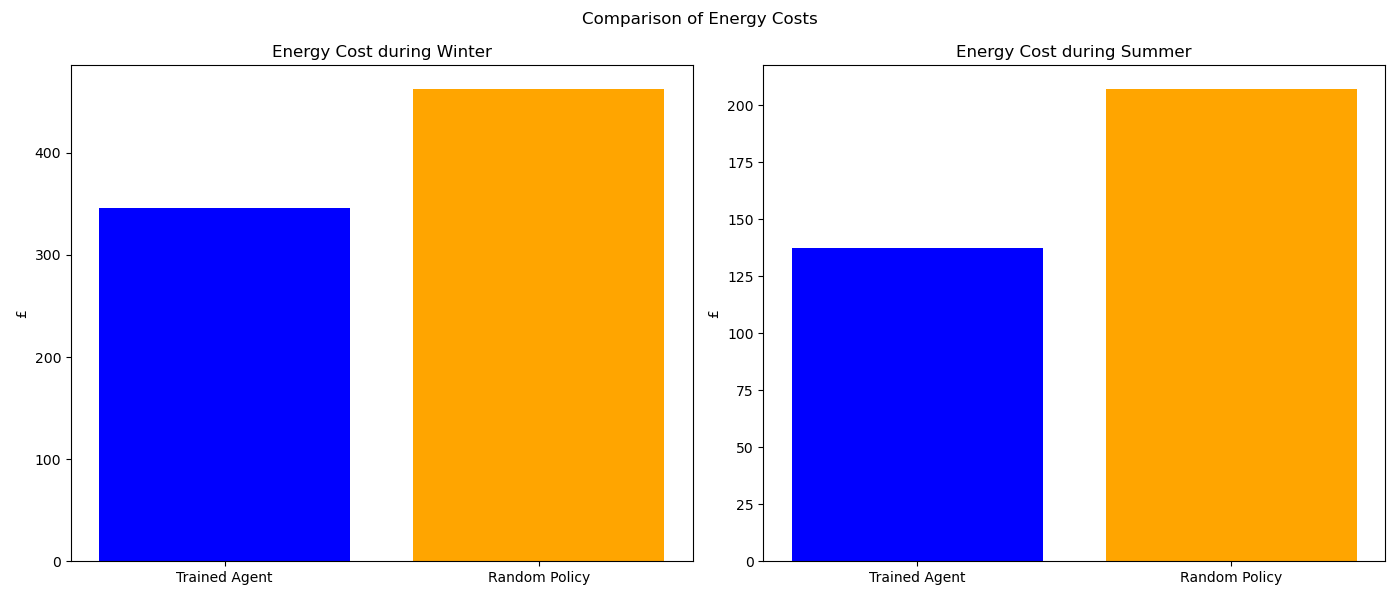 Comparison of Energy Costs
Energy Cost during Winter
£
400
300
200
100
0
Trained Agent
Random Policy
Energy Cost during Summer
£
200
175
150
125
100
75
50
25
0
Trained Agent
Random Policy